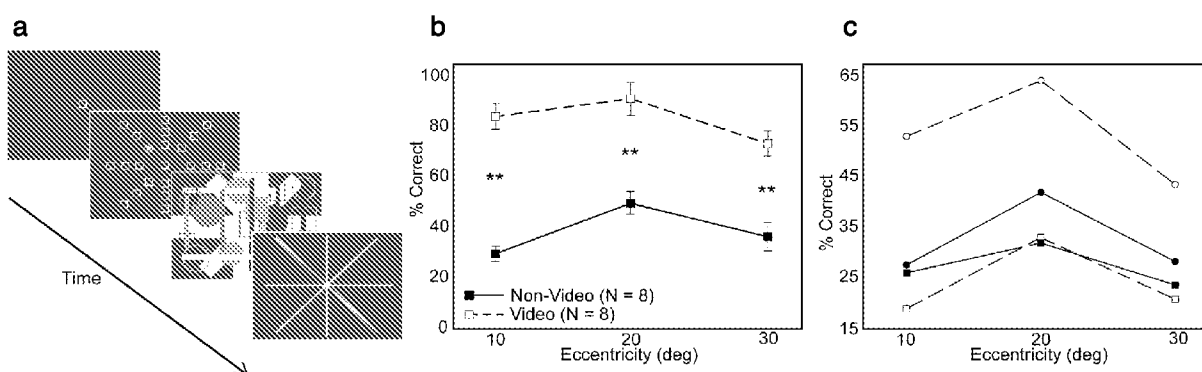 a
Time
b
% Correct
100
80
60
40
20
0
**
**
**
Non-Video (N = 8)
Video (N = 8)
10
20
30
Eccentricity (deg)
c
% Correct
65
55
45
35
25
15
10
20
30
Eccentricity (deg)